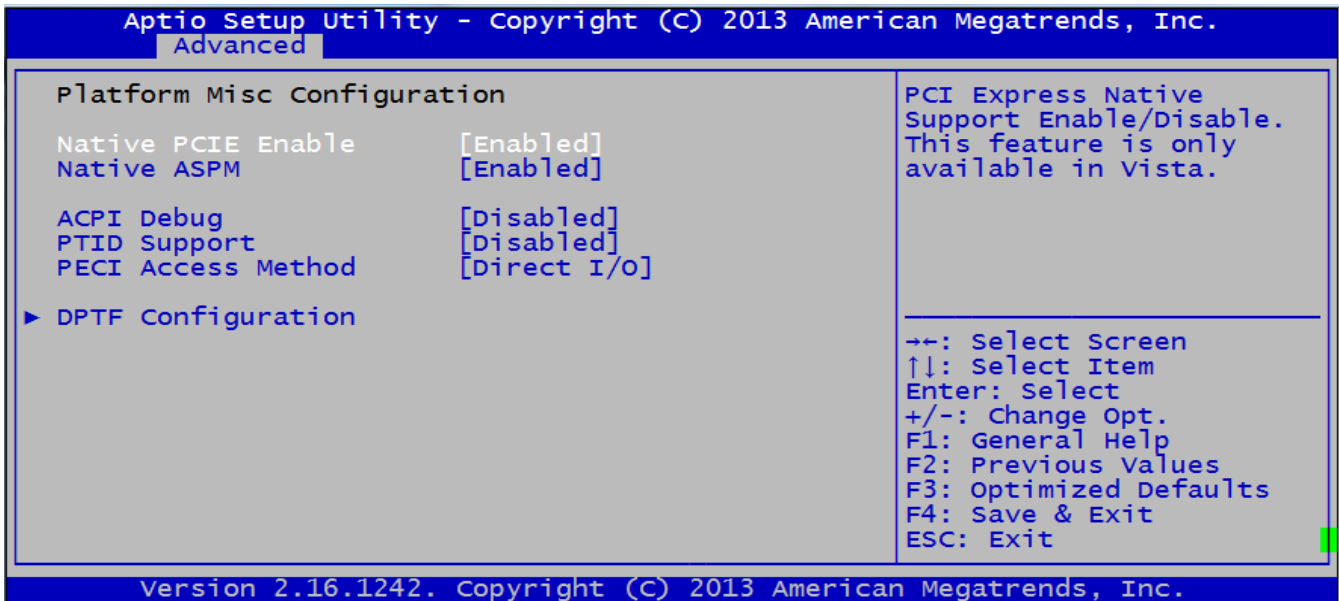 Aptio Setup Utility - Copyright (C) 2013 American Megatrends, Inc.
Advanced
Platform Misc Configuration
Native PCIE Enable [Enabled]
Native ASPM [Enabled]
ACPI Debug [Disabled]
PTID Support [Disabled]
PECI Access Method [Direct I/O]
► DPTF Configuration
PCI Express Native
Support Enable/Disable.
This feature is only
available in Vista.
→←: Select Screen
↑↓: Select Item
Enter: Select
+/-: Change Opt.
F1: General Help
F2: Previous Values
F3: Optimized Defaults
F4: Save & Exit
ESC: Exit
Version 2.16.1242. Copyright (C) 2013 American Megatrends, Inc.